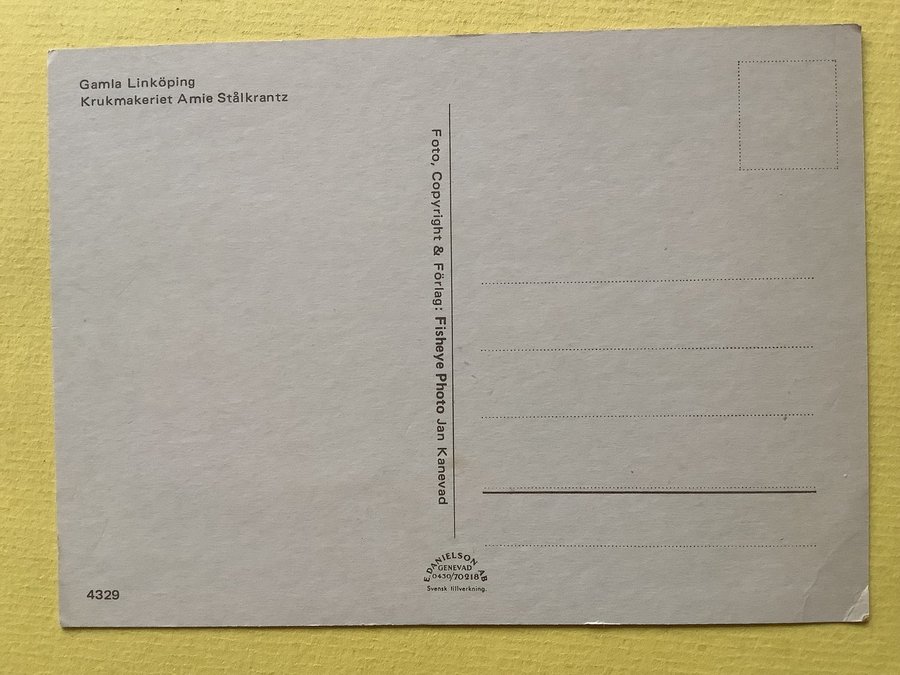 Gamla Linköping
Krukmakeriet Amie Stålkrantz
Foto, Copyright & Förlag: Fisheye Photo Jan Kanevad
E. DANIELSON AB
GENEVAD
0430/70218
Svensk tillverkning.
4329